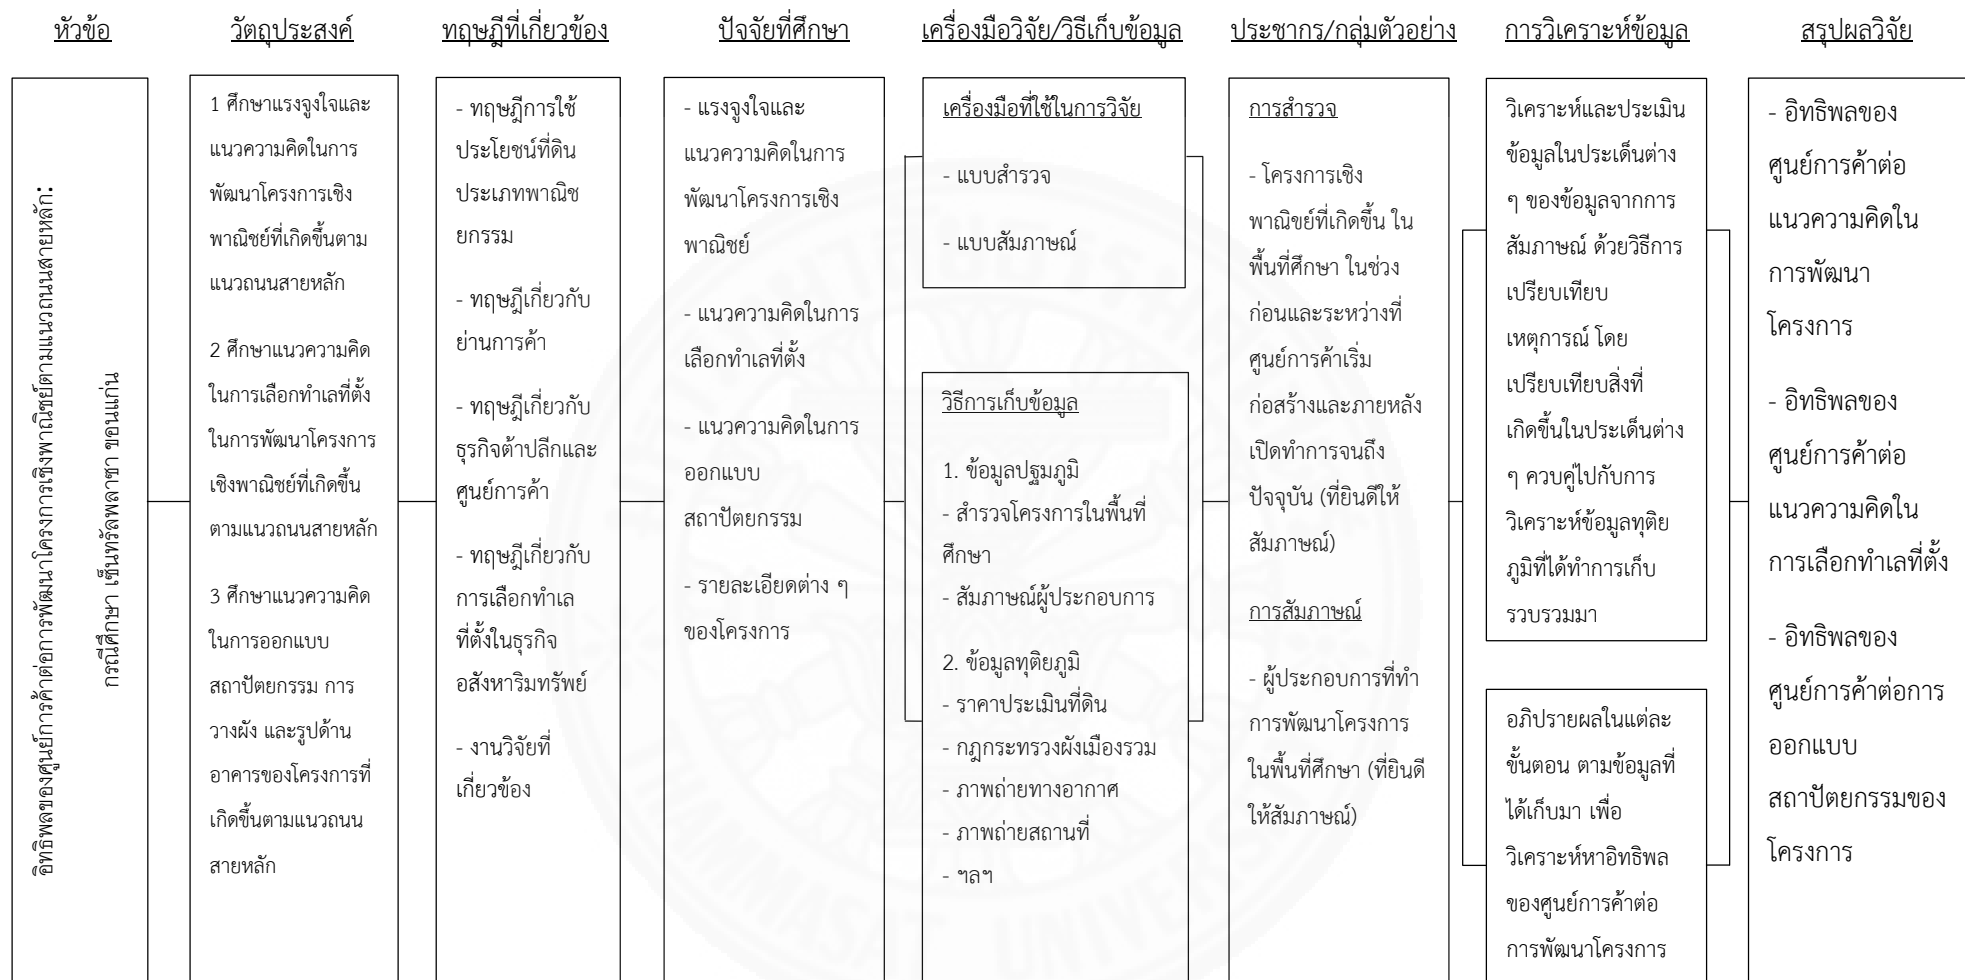 หัวข้อ
อิทธิพลของศูนย์การค้าต่อการพัฒนาโครงการเชิงพาณิชย์ตามแนวถนนสายหลัก:
กรณีศึกษา เซ็นทรัลพลาซา ขอนแก่น
วัตถุประสงค์
1 ศึกษาแรงจูงใจและ
แนวความคิดในการ
พัฒนาโครงการเชิง
พาณิชย์ที่เกิดขึ้นตาม
แนวถนนสายหลัก
2 ศึกษาแนวความคิด
ในการเลือกทำเลที่ตั้ง
ในการพัฒนาโครงการ
เชิงพาณิชย์ที่เกิดขึ้น
ตามแนวถนนสายหลัก
3 ศึกษาแนวความคิด
ในการออกแบบ
สถาปัตยกรรม การ
วางผัง และรูปด้าน
อาคารของโครงการที่
เกิดขึ้นตามแนวถนน
สายหลัก
ทฤษฎีที่เกี่ยวข้อง
- ทฤษฎีการใช้
ประโยชน์ที่ดิน
ประเภทพาณิช
ยกรรม
- ทฤษฎีเกี่ยวกับ
ย่านการค้า
- ทฤษฎีเกี่ยวกับ
ธุรกิจค้าปลีกและ
ศูนย์การค้า
- ทฤษฎีเกี่ยวกับ
การเลือกทำเล
ที่ตั้งในธุรกิจ
อสังหาริมทรัพย์
- งานวิจัยที่
เกี่ยวข้อง
ปัจจัยที่ศึกษา
- แรงจูงใจและ
แนวความคิดในการ
พัฒนาโครงการเชิง
พาณิชย์
- แนวความคิดในการ
เลือกทำเลที่ตั้ง
- แนวความคิดในการ
ออกแบบ
สถาปัตยกรรม
- รายละเอียดต่าง ๆ
ของโครงการ
เครื่องมือวิจัย/วิธีเก็บข้อมูล
เครื่องมือที่ใช้ในการวิจัย
- แบบสำรวจ
- แบบสัมภาษณ์
วิธีการเก็บข้อมูล
1. ข้อมูลปฐมภูมิ
- สำรวจโครงการในพื้นที่
ศึกษา
- สัมภาษณ์ผู้ประกอบการ
2. ข้อมูลทุติยภูมิ
- ราคาประเมินที่ดิน
- กฎกระทรวงผังเมืองรวม
- ภาพถ่ายทางอากาศ
- ภาพถ่ายสถานที่
- ฯลฯ
ประชากร/กลุ่มตัวอย่าง
การสำรวจ
- โครงการเชิง
พาณิขย์ที่เกิดขึ้น ใน
พื้นที่ศึกษา ในช่วง
ก่อนและระหว่างที่
ศูนย์การค้าเริ่ม
ก่อสร้างและภายหลัง
เปิดทำการจนถึง
ปัจจุบัน (ที่ยินดีให้
สัมภาษณ์)
การสัมภาษณ์
- ผู้ประกอบการที่ทำ
การพัฒนาโครงการ
ในพื้นที่ศึกษา (ที่ยินดี
ให้สัมภาษณ์)
การวิเคราะห์ข้อมูล
วิเคราะห์และประเมิน
ข้อมูลในประเด็นต่าง
ๆ ของข้อมูลจากการ
สัมภาษณ์ ด้วยวิธีการ
เปรียบเทียบ
เหตุการณ์ โดย
เปรียบเทียบสิ่งที่
เกิดขึ้นในประเด็นต่าง
ๆ ควบคู่ไปกับการ
วิเคราะห์ข้อมูลทุติย
ภูมิที่ได้ทำการเก็บ
รวบรวมมา
อภิปรายผลในแต่ละ
ขั้นตอน ตามข้อมูลที่
ได้เก็บมา เพื่อ
วิเคราะห์หาอิทธิพล
ของศูนย์การค้าต่อ
การพัฒนาโครงการ
สรุปผลวิจัย
- อิทธิพลของ
ศูนย์การค้าต่อ
แนวความคิดใน
การพัฒนา
โครงการ
- อิทธิพลของ
ศูนย์การค้าต่อ
แนวความคิดใน
การเลือกทำเลที่ตั้ง
- อิทธิพลของ
ศูนย์การค้าต่อการ
ออกแบบ
สถาปัตยกรรมของ
โครงการ
THAMMASAT UNIVERSITY